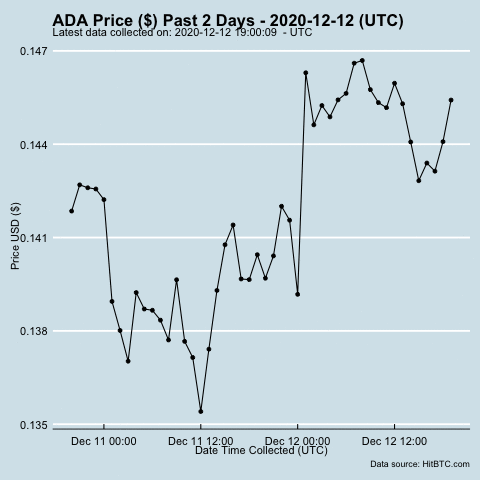 ADA Price ($) Past 2 Days - 2020-12-12 (UTC)
Latest data collected on: 2020-12-12 19:00:09 - UTC
0.147
0.144
0.141
0.138
0.135
Price USD ($)
Dec 11 00:00 Dec 11 12:00 Dec 12 00:00 Dec 12 12:00
Date Time Collected (UTC)
Data source: HitBTC.com